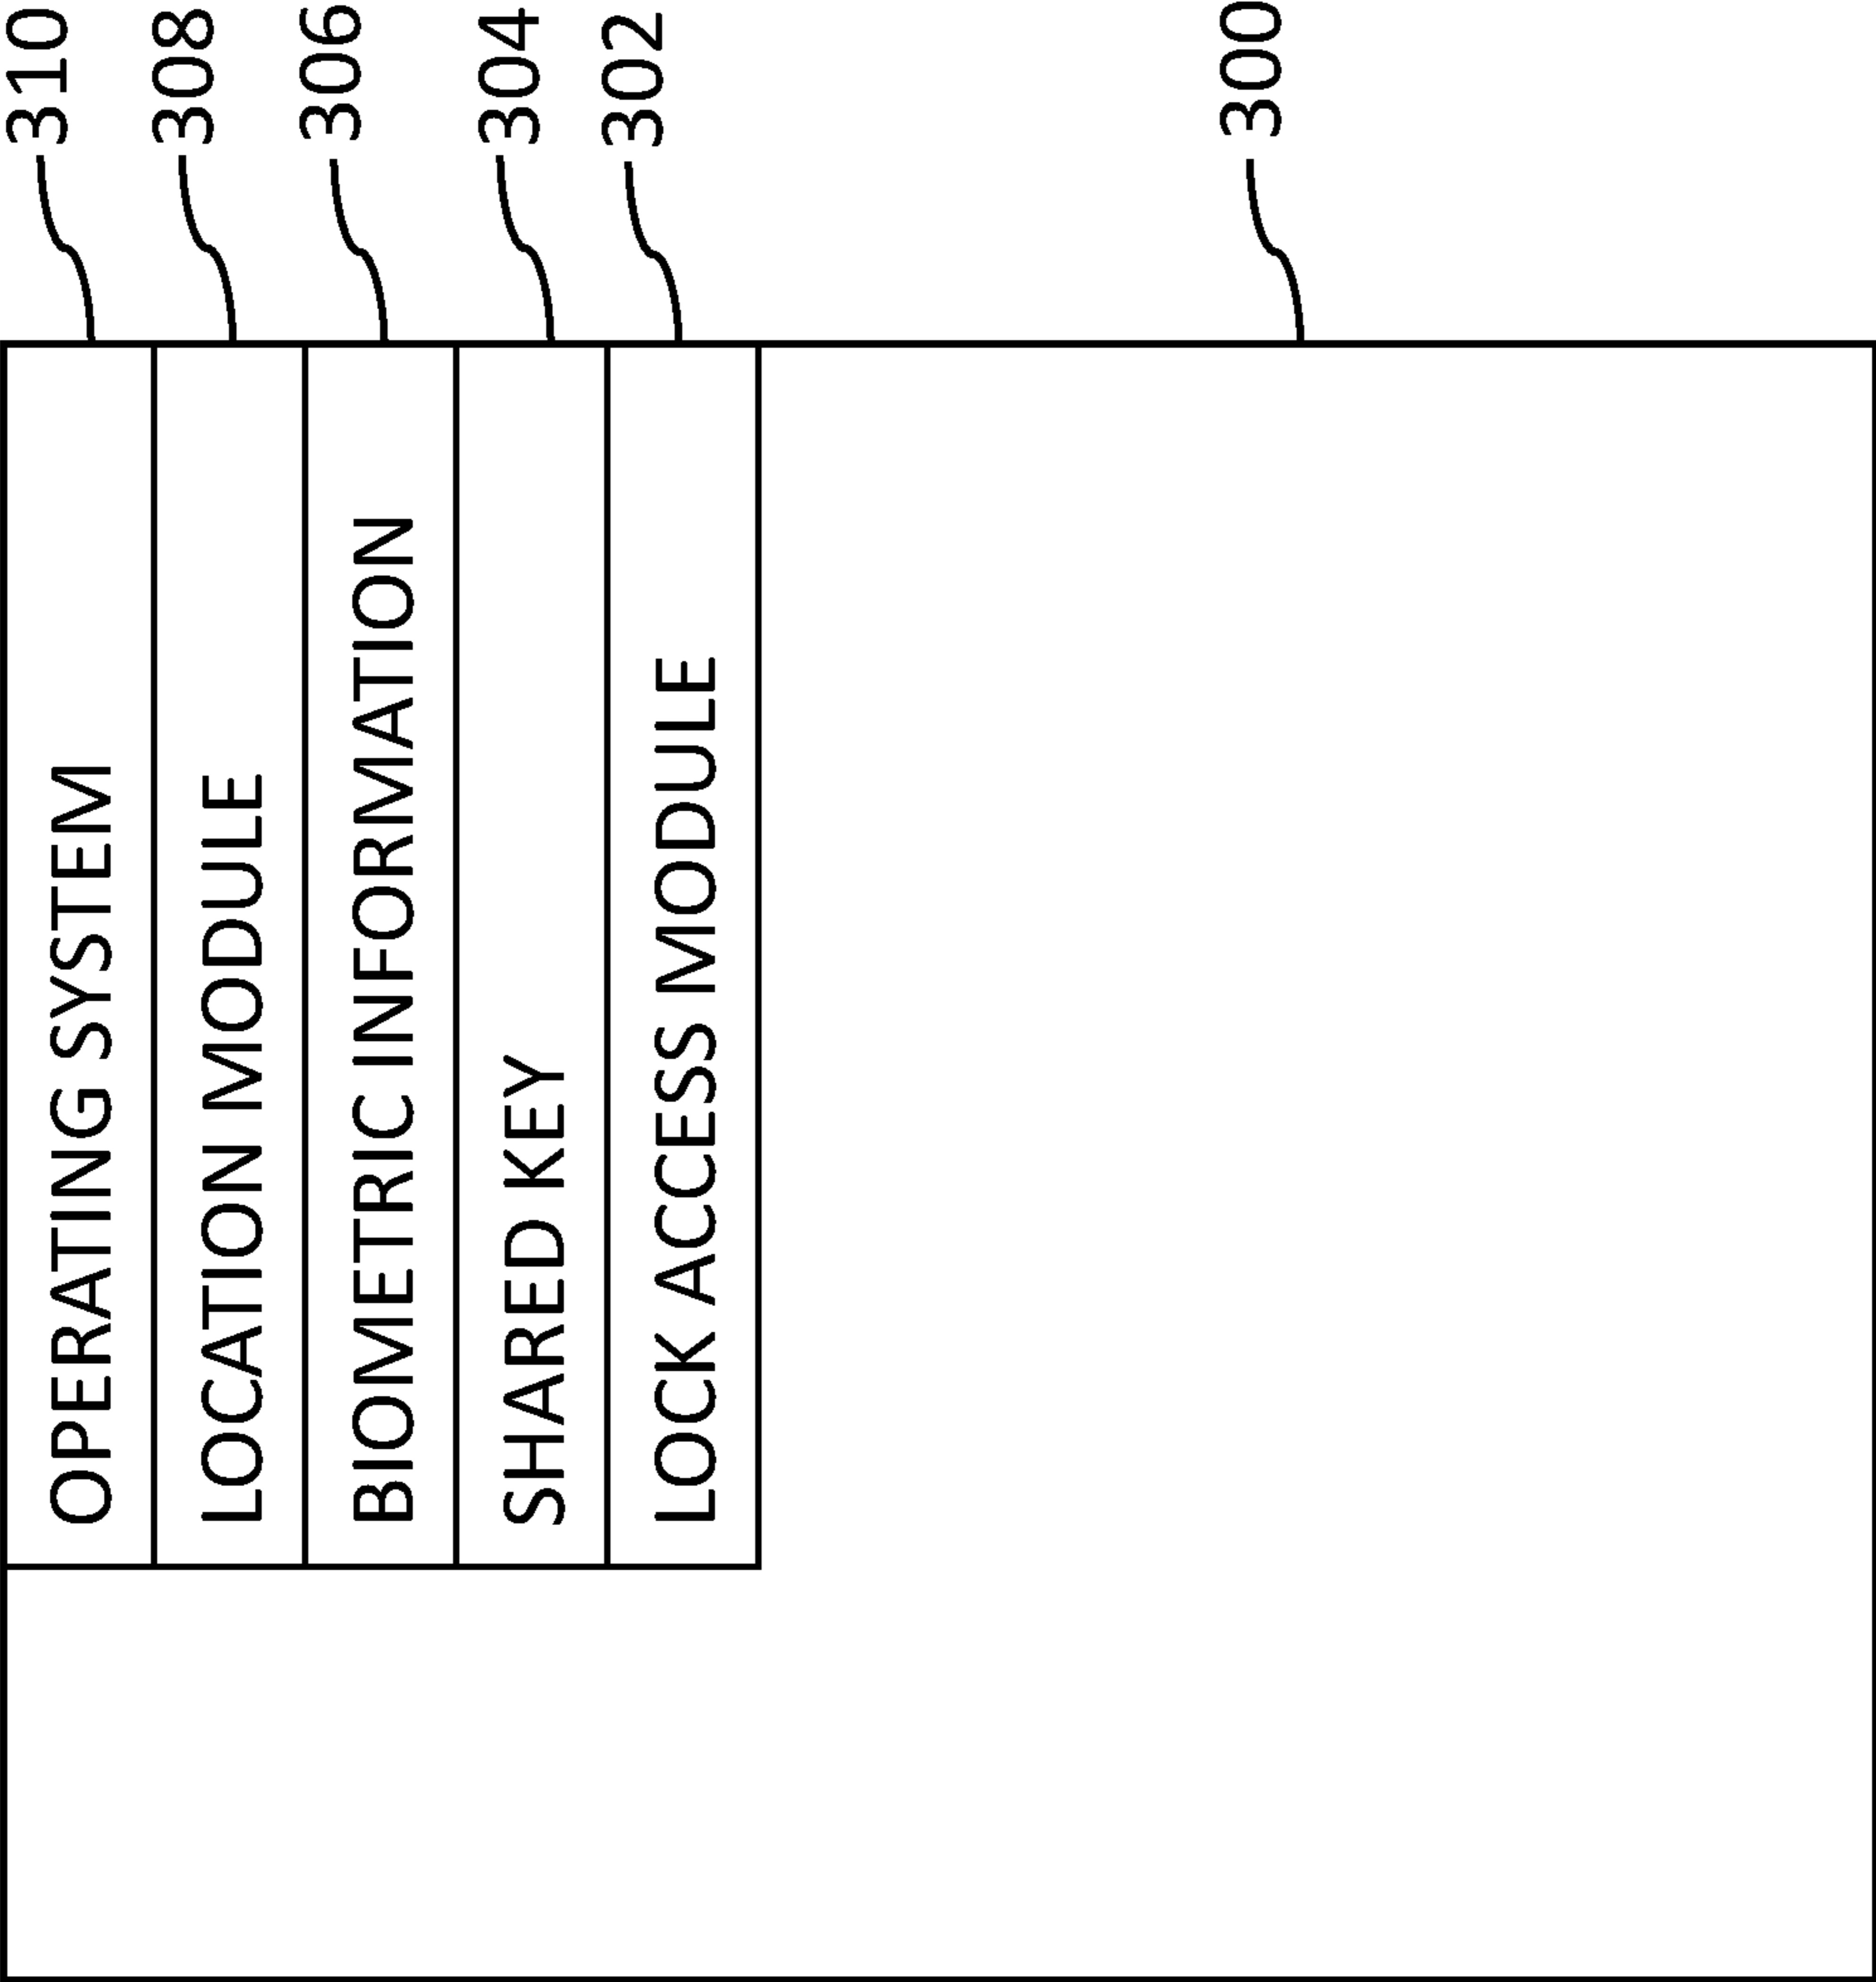 OPERATING SYSTEM 310
LOCATION MODULE 308
BIOMETRIC INFORMATION 306
SHARED KEY 304
LOCK ACCESS MODULE 302
300